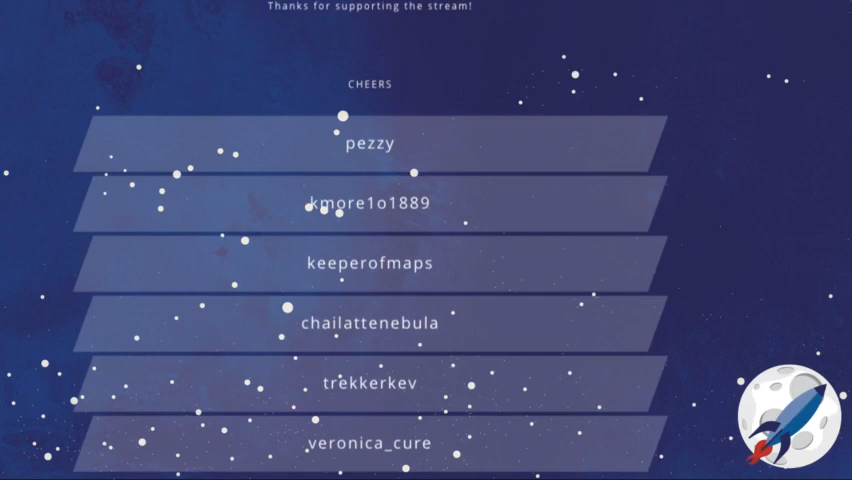 Thanks for supporting the stream!
CHEERS
pezzy
kmore1o1889
keeperofmaps
chailattenebula
trekkerkev
veronica_cure